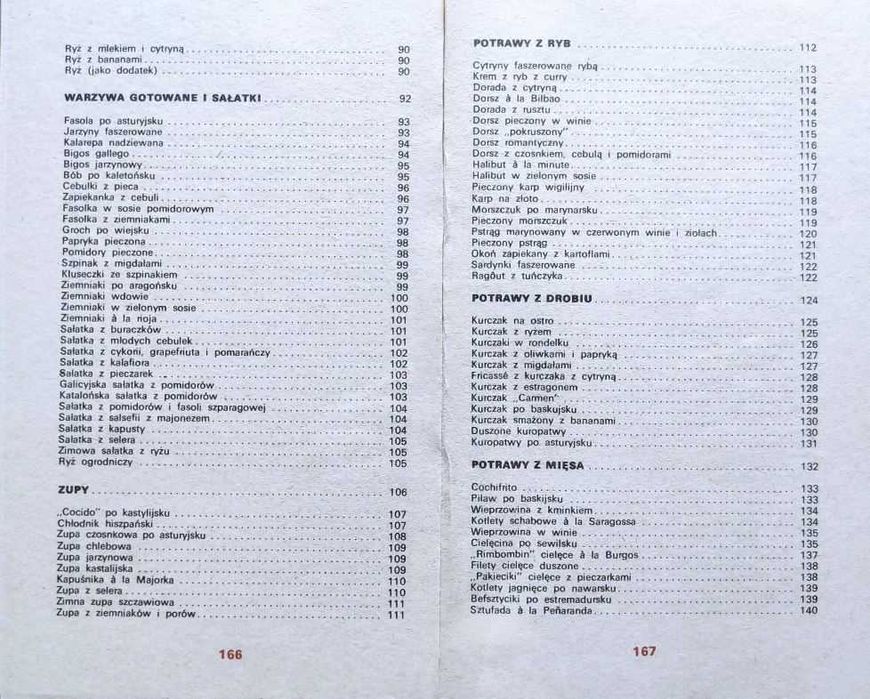 Ryż z mlekiem i cytryną 90
Ryż z bananami 90
Ryż (jako dodatek) 90
WARZYWA GOTOWANE I SAŁATKI 92
Fasola po asturyjsku 93
Jarzyny faszerowane 93
Kalarepa nadziewana 94
Bigos gallego 94
Bigos jarzynowy 95
Bób po kaletońsku 95
Cebulki z pieca 96
Zapiekanka z cebuli 96
Fasolka w sosie pomidorowym 97
Fasolka z ziemniakami 97
Groch po wiejsku 98
Papryka pieczona 98
Pomidory pieczone 98
Szpinak z migdałami 99
Kluseczki ze szpinakiem 99
Ziemniaki po aragońsku 99
Ziemniaki wdowie 100
Ziemniaki w zielonym sosie 100
Ziemniaki à la rioja 101
Sałatka z buraczków 101
Sałatka z młodych cebulek 101
Sałatka z cykorii, grapefruita i pomarańczy 102
Sałatka z kalafiora 102
Sałatka z pieczarek 103
Galicyjska sałatka z pomidorów 103
Katalońska sałatka z pomidorów 103
Sałatka z pomidorów i fasoli szparagowej 104
Sałatka z salsefii z majonezem 104
Sałatka z kapusty 104
Sałatka z selera 105
Zimowa sałatka z ryżu 105
Ryż ogrodniczy 105
ZUPY 106
„Cocido" po kastylijsku 107
Chłodnik hiszpański 107
Zupa czosnkowa po asturyjsku 108
Zupa chlebowa 109
Zupa jarzynowa 109
Zupa kastalijska 109
Kapuśnika à la Majorka 110
Zupa z selera 110
Zimna zupa szczawiowa 111
Zupa z ziemniaków i porów 111
166
POTRAWY Z RYB 112
Cytryny faszerowane rybą 113
Krem z ryb z curry 113
Dorada z cytryną 114
Dorsz à la Bilbao 114
Dorada z rusztu 114
Dorsz pieczony w winie 115
Dorsz „pokruszony" 115
Dorsz romantyczny 116
Dorsz z czosnkiem, cebulą i pomidorami 116
Halibut à la minute 117
Halibut w zielonym sosie 117
Pieczony karp wigilijny 118
Karp na złoto 118
Morszczuk po marynarsku 119
Pieczony morszczuk 119
Pstrąg marynowany w czerwonym winie i ziołach 120
Pieczony pstrąg 121
Okoń zapiekany z kartoflami 121
Sardynki faszerowane 122
Ragoût z tuńczyka 122
POTRAWY Z DROBIU 124
Kurczak na ostro 125
Kurczak z ryżem 125
Kurczaki w rondelku 126
Kurczak z oliwkami i papryką 127
Kurczak z migdałami 127
Fricassé z kurczaka z cytryną 128
Kurczak z estragonem 128
Kurczak „Carmen" 129
Kurczak po baskujsku 129
Kurczak smażony z bananami 130
Duszone kuropatwy 130
Kuropatwy po asturyjsku 131
POTRAWY Z MIĘSA 132
Cochifrito 133
Piław po baskijsku 133
Wieprzowina z kminkiem 134
Kotlety schabowe à la Saragossa 134
Wieprzowina w winie 135
Cielęcina po sewilsku 135
„Rimbombin" cielęce à la Burgos 137
Filety cielęce duszone 138
„Pakieciki" cielęce z pieczarkami 138
Kotlety jagnięce po nawarsku 139
Befsztyciki po estremadursku 139
Sztufada à la Peñaranda 140
167